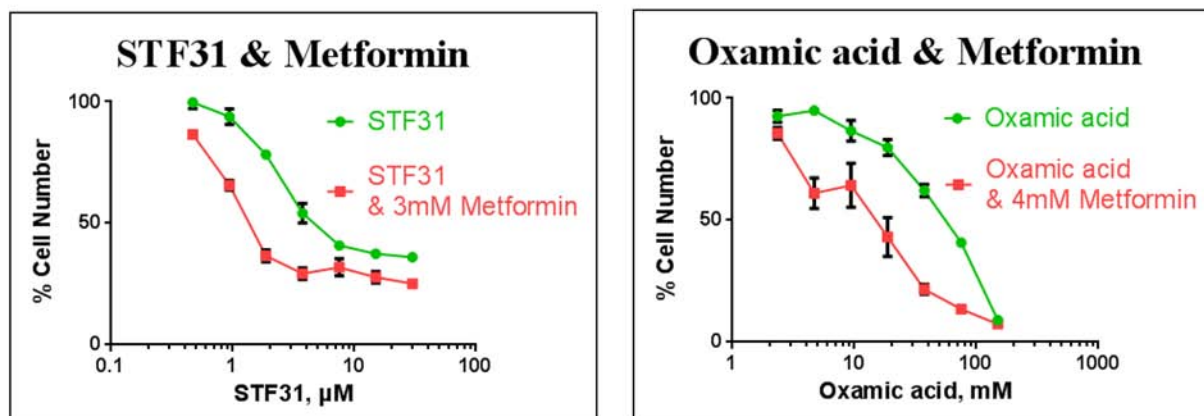 STF31 & Metformin
% Cell Number
100
50
0
0.1
1
10
100
STF31, µM
STF31
STF31
& 3mM Metformin
Oxamic acid & Metformin
% Cell Number
100
50
0
1
10
100
1000
Oxamic acid, mM
Oxamic acid
Oxamic acid
& 4mM Metformin